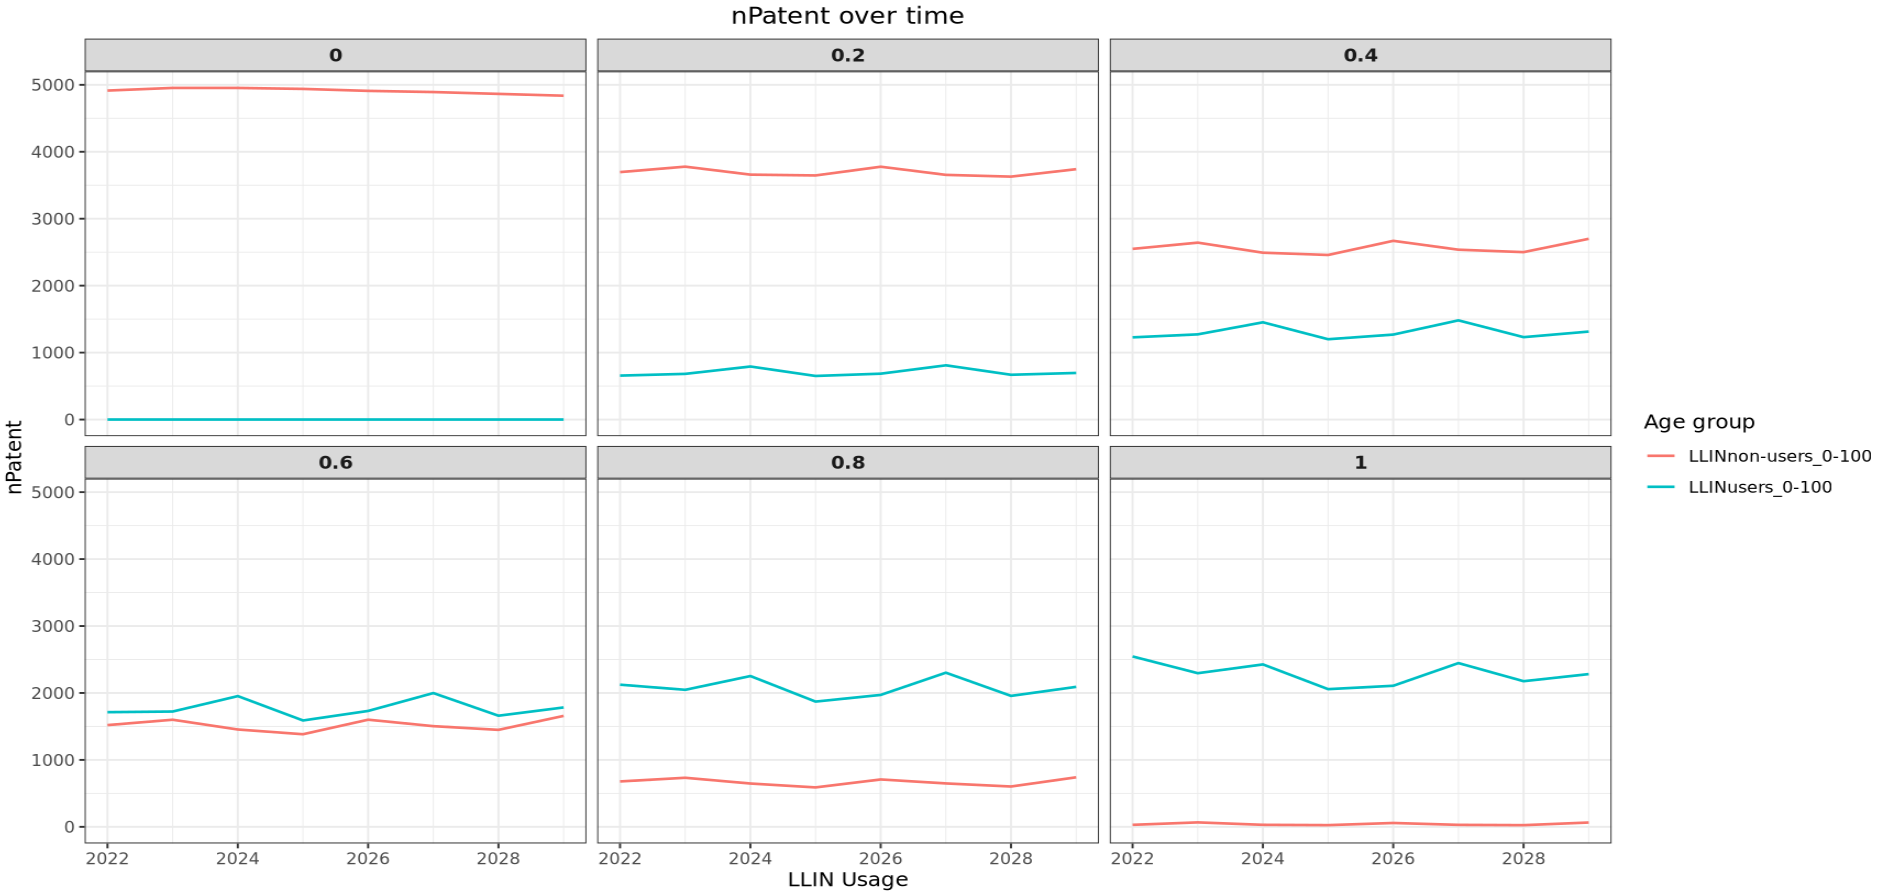 nPatent over time
0
0.2
0.4
5000
4000
3000
2000
1000
0
0.6
0.8
1
5000
4000
3000
2000
1000
0
2022 2024 2026 2028
2022 2024 2026 2028
2022 2024 2026 2028
LLIN Usage
nPatent
Age group
LLINnon-users_0-100
LLINusers_0-100